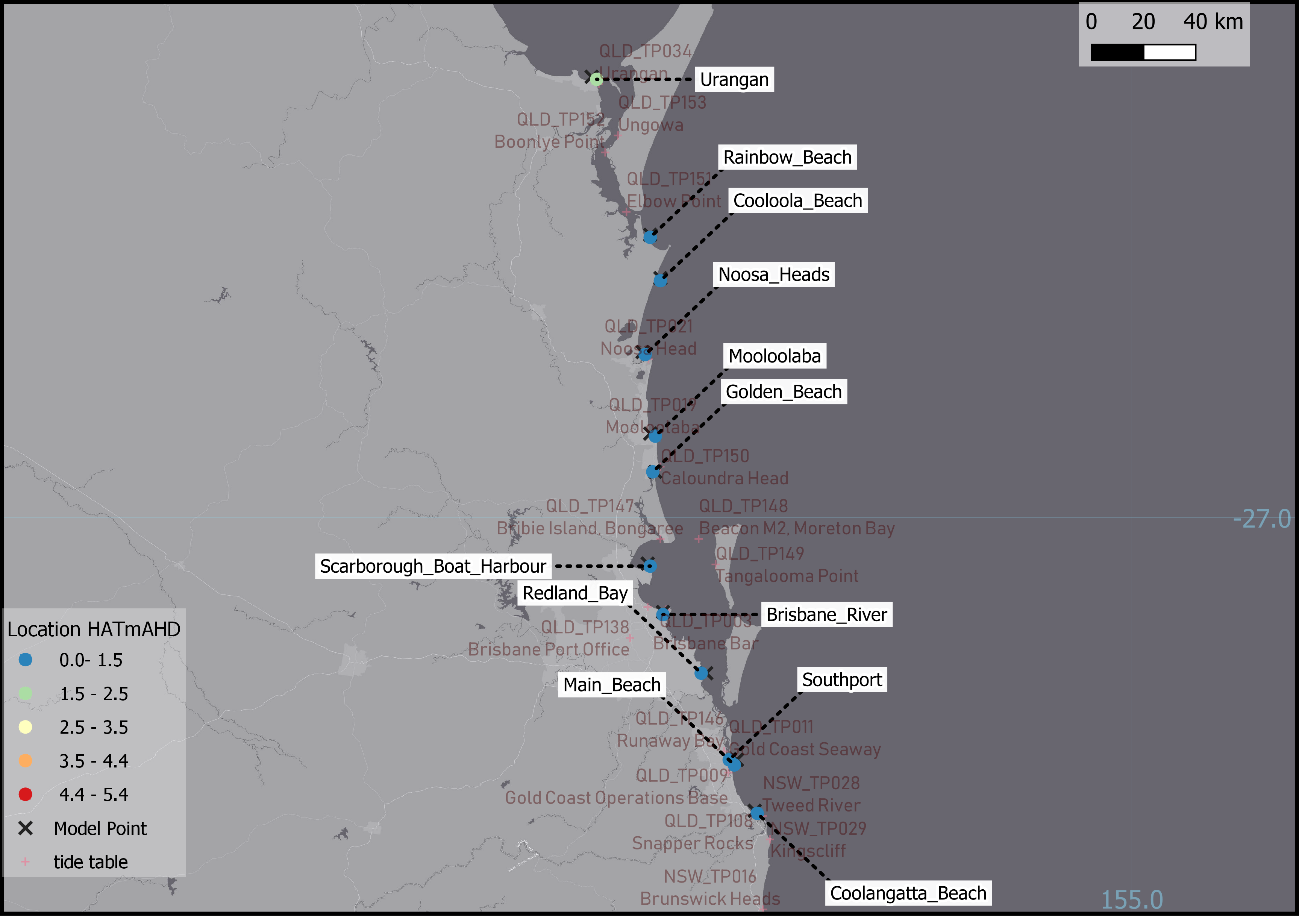 0 20 40 km
QLD_TP034
Urangan
Urangan
QLD_TP153
Ungowa
QLD_TP152
Boonlye Point
Rainbow_Beach
QLD_TP151
Elbow Point
Cooloola_Beach
Noosa_Heads
QLD_TP021
Noosa Head
Mooloolaba
Golden_Beach
QLD_TP019
Mooloolaba
QLD_TP150
Caloundra Head
QLD_TP147
Bribie Island, Bongaree
QLD_TP148
Beacon M2, Moreton Bay
-27.0
QLD_TP149
Tangalooma Point
Scarborough_Boat_Harbour
Redland_Bay
Brisbane_River
QLD_TP003
Brisbane Bar
QLD_TP138
Brisbane Port Office
Main_Beach
Southport
QLD_TP146
Runaway Bay
QLD_TP011
Gold Coast Seaway
QLD_TP009
Gold Coast Operations Base
NSW_TP028
Tweed River
QLD_TP108
Snapper Rocks
NSW_TP029
Kingscliff
NSW_TP016
Brunswick Heads
Coolangatta_Beach
155.0
Location HATmAHD
0.0- 1.5
1.5 - 2.5
2.5 - 3.5
3.5 - 4.4
4.4 - 5.4
Model Point
tide table